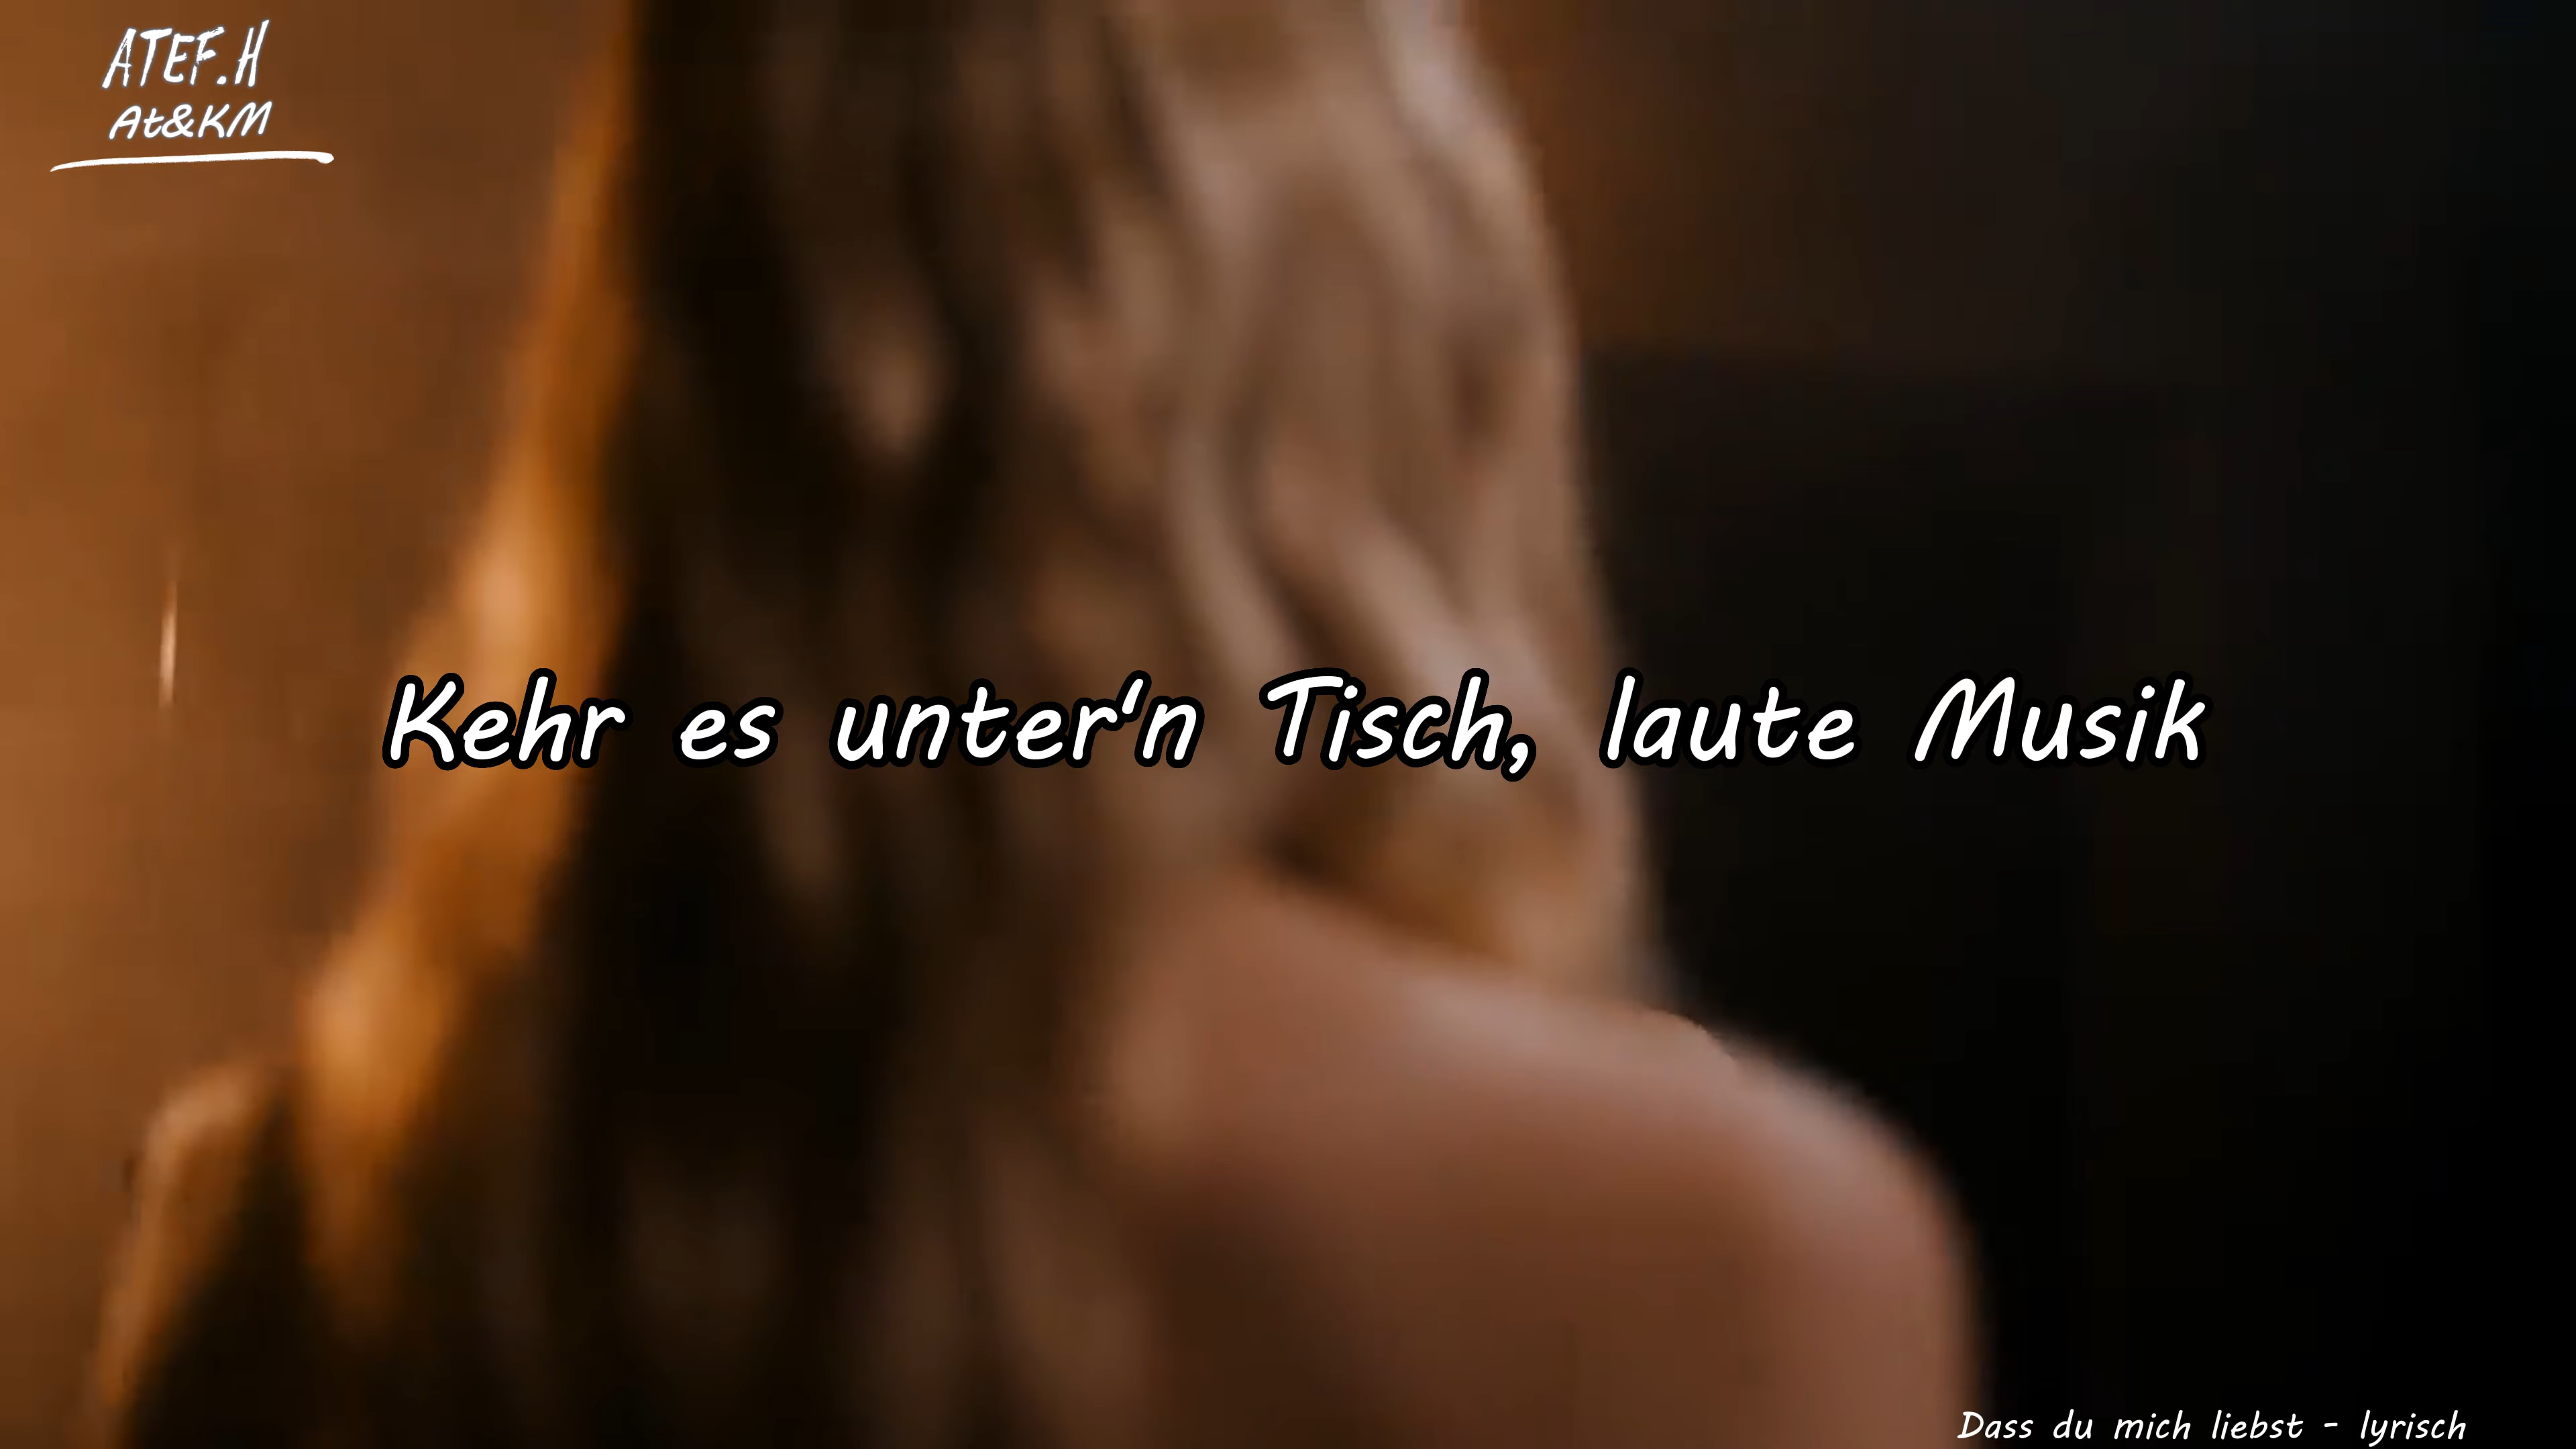 ATEF.H
At&KM
Kehr es unter'n Tisch, laute Musik
Dass du mich liebst - lyrisch